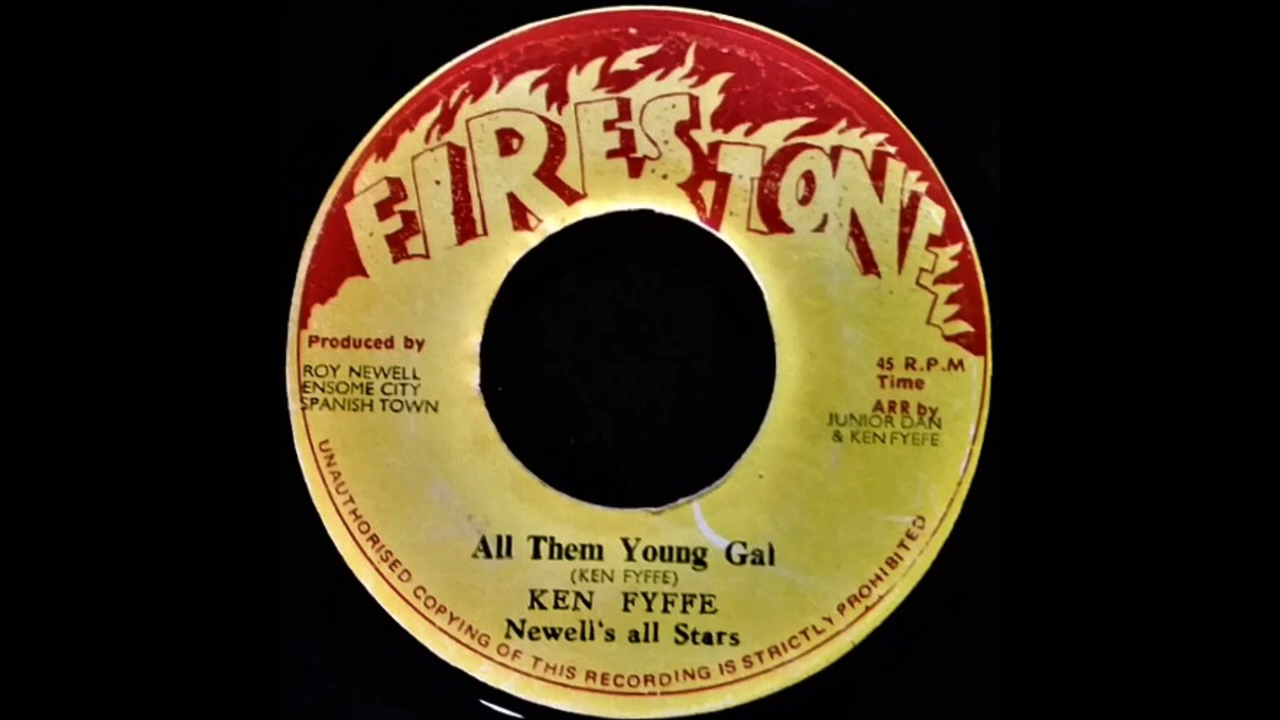 FIRESTONE
Produced by
ROY NEWELL
ENSOME CITY
SPANISH TOWN
45 R.P.M
Time
ARR by
JUNIOR DAN
& KEN FYEFE
All Them Young Gal
(KEN FYFFE)
KEN FYFFE
Newell's all Stars
UNAUTHORISED COPYING OF THIS RECORDING IS STRICTLY PROHIBITED